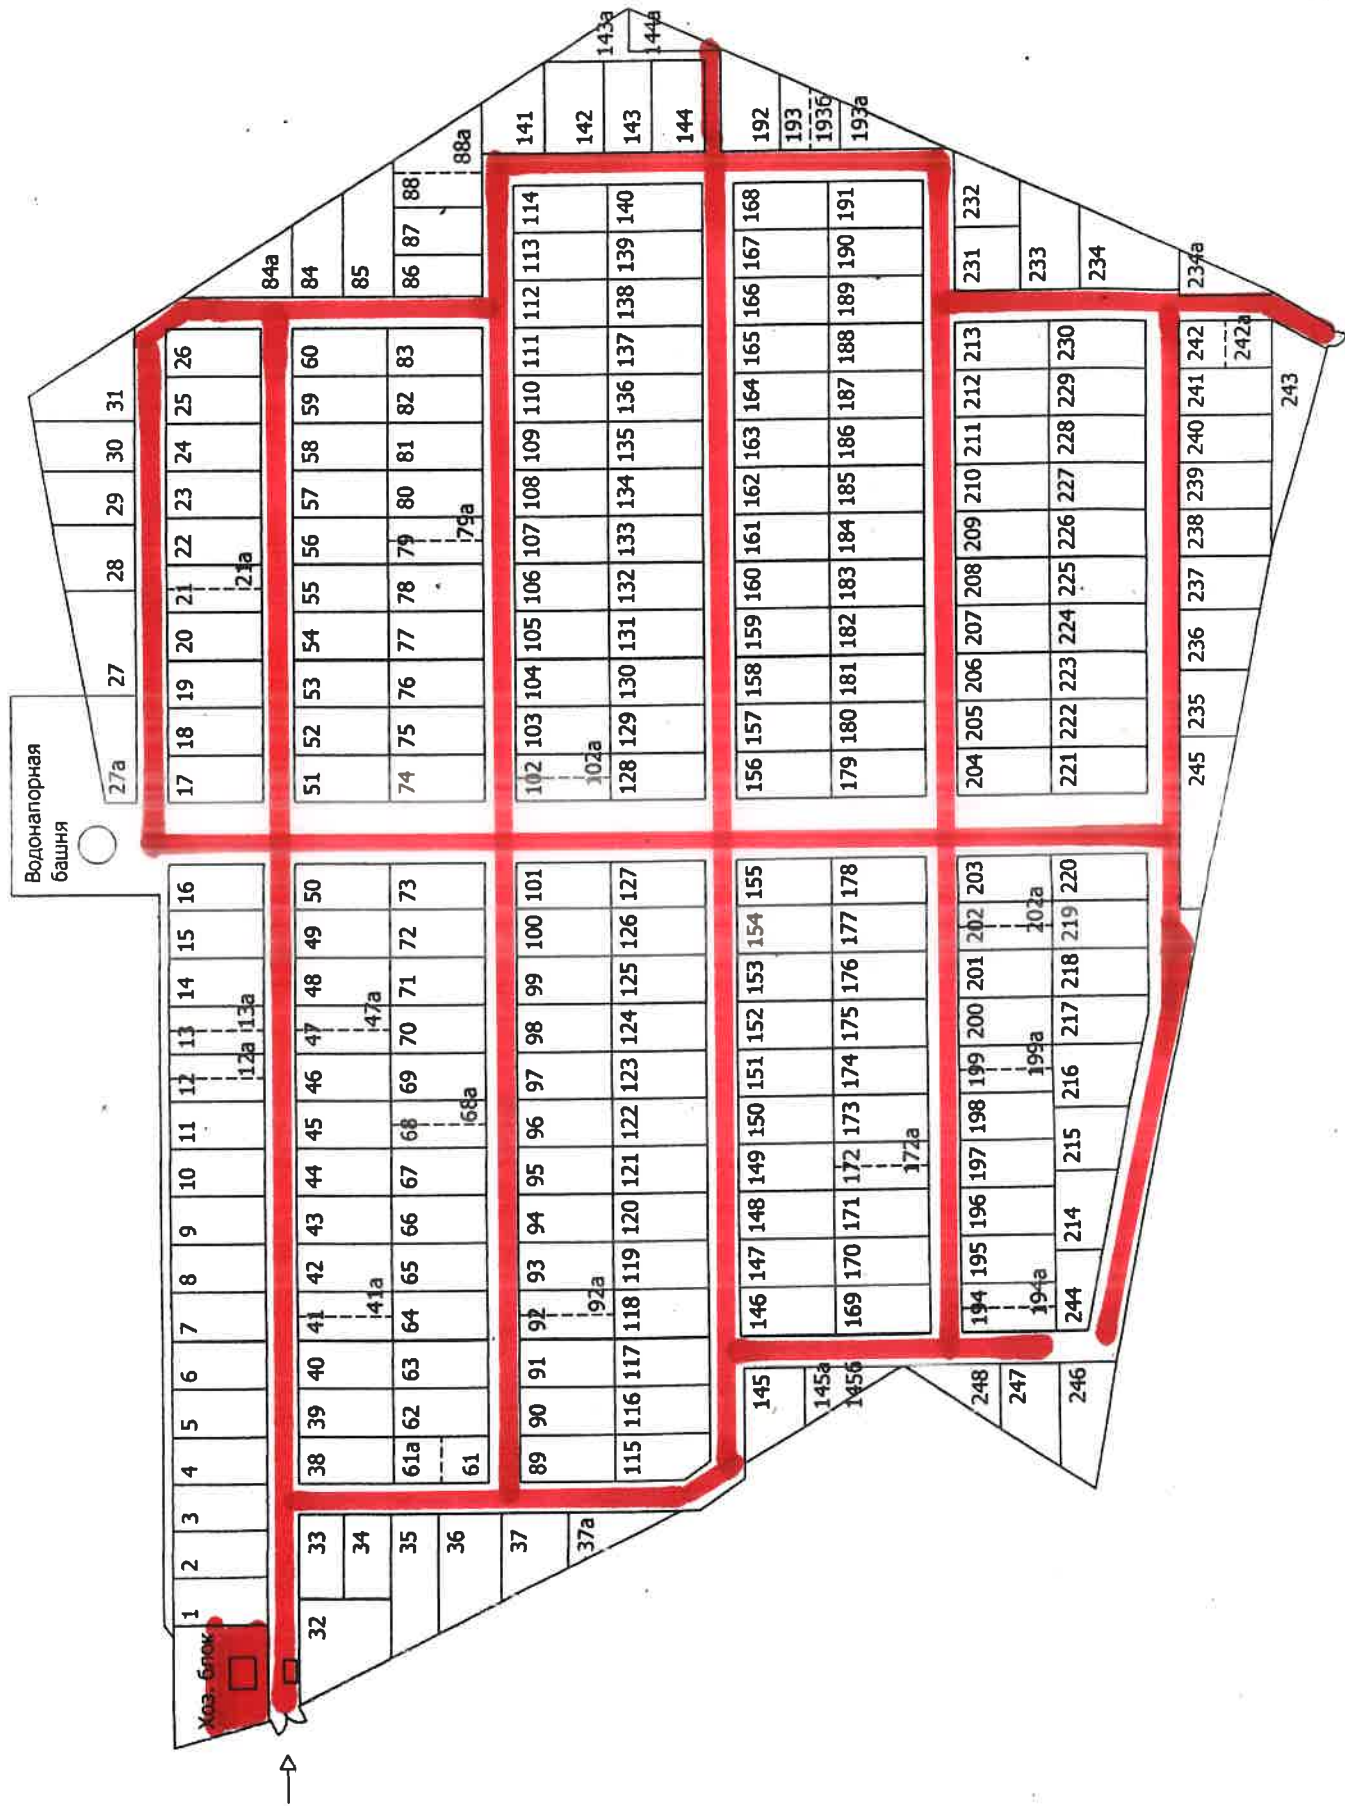 Водонапорная
башня
Хоз. блок
27а 27 28 29 30 31
1 2 3 4 5 6 7 8 9 10 11 12 13 14 15 16
12а 13а
17 18 19 20 21 22 23 24 25 26
21а
32 33 34 35 36 37 37а
38 39 40 41 42 43 44 45 46 47 48 49 50
41а 47а
51 52 53 54 55 56 57 58 59 60
84а 84 85 86 87 88 88а
61а 61 62 63 64 65 66 67 68 69 70 71 72 73
68а
74 75 76 77 78 79 80 81 82 83
79а
89 90 91 92 93 94 95 96 97 98 99 100 101
92а
102 103 104 105 106 107 108 109 110 111 112 113 114
102а
115 116 117 118 119 120 121 122 123 124 125 126 127
128 129 130 131 132 133 134 135 136 137 138 139 140
141 142 143 144 143а 144а
145 145а 145б
146 147 148 149 150 151 152 153 154 155
156 157 158 159 160 161 162 163 164 165 166 167 168
169 170 171 172 173 174 175 176 177 178
172а
179 180 181 182 183 184 185 186 187 188 189 190 191
192 193 193б 193а
194 195 196 197 198 199 200 201 202 203
194а 199а 202а
204 205 206 207 208 209 210 211 212 213
231 232 233 234 234а
248 247 246
244 214 215 216 217 218 219 220
221 222 223 224 225 226 227 228 229 230
245 235 236 237 238 239 240 241 242
242а
243